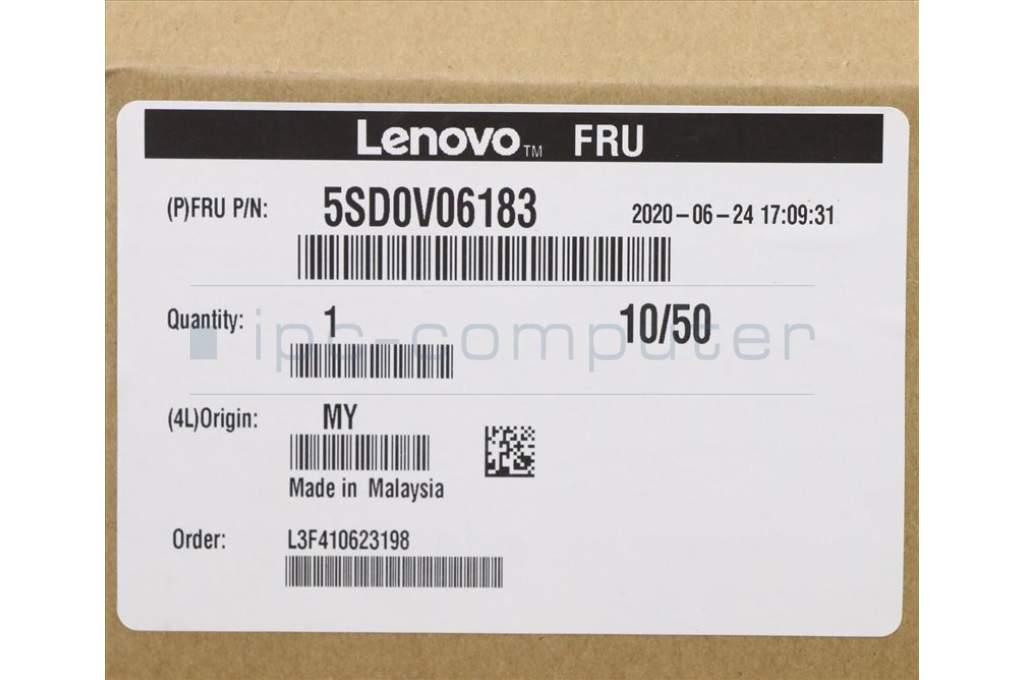 Lenovo™ FRU
(P)FRU P/N: 5SD0V06183 2020-06-24 17:09:31
Quantity: 1 10/50
ipc-computer
(4L)Origin: MY
Made in Malaysia
Order: L3F410623198